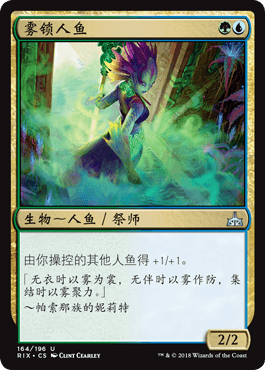 雾锁人鱼
生物～人鱼／祭师
由你操控的其他人鱼得 +1/+1。
「无衣时以雾为裳，无伴时以雾作防，集
结时以雾聚力。」
～帕索那族的妮莉特
2/2
164/196 U
RIX • CS CLINT CEARLEY
™ & © 2018 Wizards of the Coast